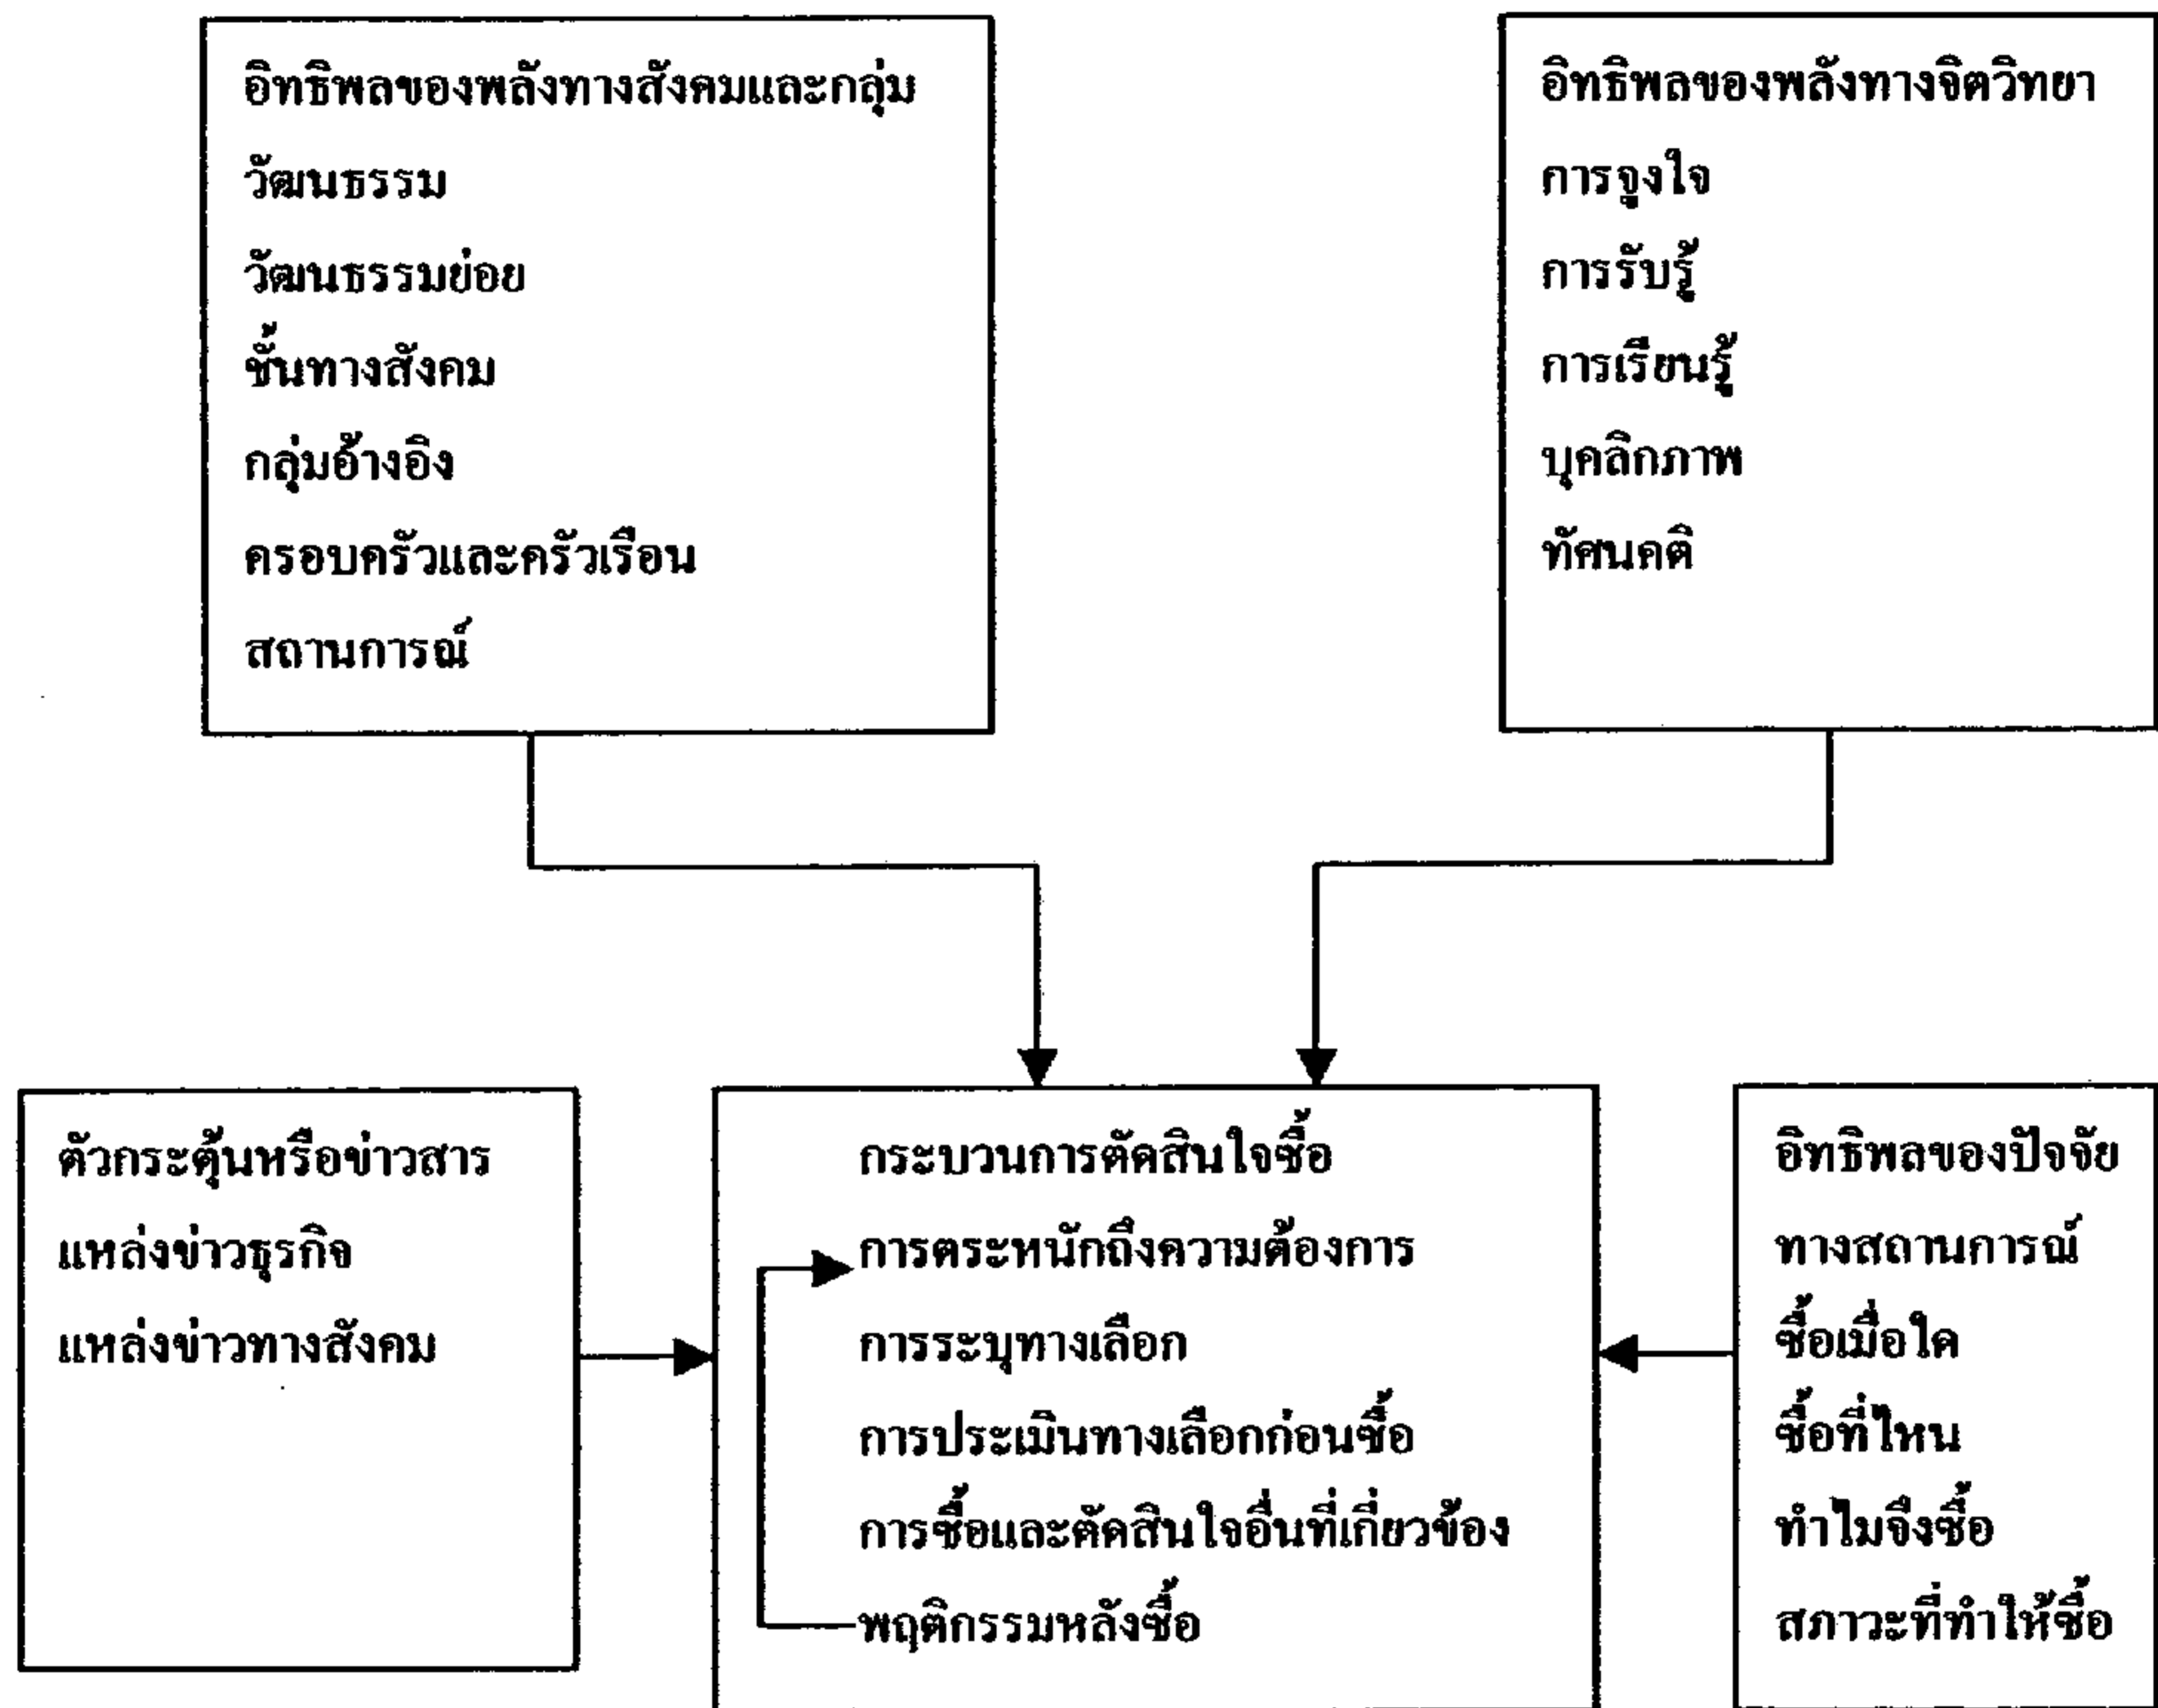 อิทธิพลของพลังทางสังคมและกลุ่ม
วัฒนธรรม
วัฒนธรรมย่อย
ชั้นทางสังคม
กลุ่มอ้างอิง
ครอบครัวและครัวเรือน
สถานการณ์
อิทธิพลของพลังทางจิตวิทยา
การจูงใจ
การรับรู้
การเรียนรู้
บุคลิกภาพ
ทัศนคติ
ตัวกระตุ้นหรือข่าวสาร
แหล่งข่าวธุรกิจ
แหล่งข่าวทางสังคม
กระบวนการตัดสินใจซื้อ
การตระหนักถึงความต้องการ
การระบุทางเลือก
การประเมินทางเลือกก่อนซื้อ
การซื้อและตัดสินใจอื่นที่เกี่ยวข้อง
พฤติกรรมหลังซื้อ
อิทธิพลของปัจจัย
ทางสถานการณ์
ซื้อเมื่อใด
ซื้อที่ไหน
ทำไมจึงซื้อ
สภาวะที่ทำให้ซื้อ